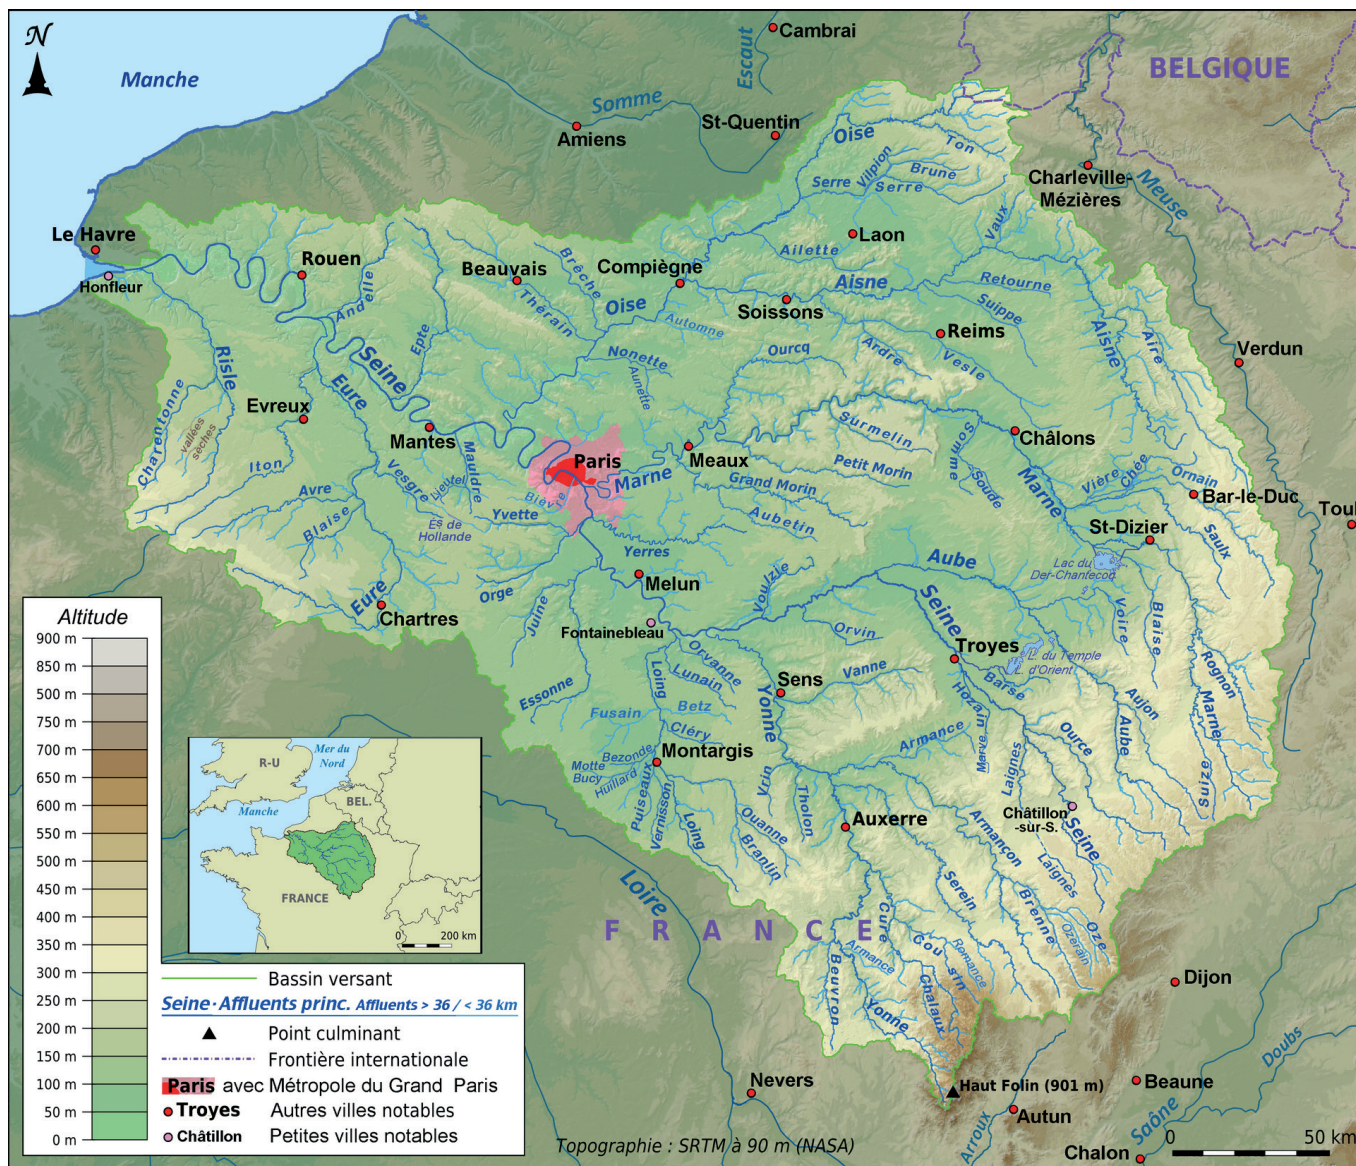 N
Manche
Cambrai
Escaut
BELGIQUE
Somme
Amiens
St-Quentin
Oise
Ton
Vilpion
Brune
Serre
Serre
Charleville-
Mézières
Meuse
Le Havre
Honfleur
Rouen
Andelle
Beauvais
Brèche
Thérain
Compiègne
Oise
Automne
Laon
Ailette
Aisne
Vaux
Retourne
Suippe
Soissons
Reims
Aisne
Aire
Verdun
Risle
Charentonne
vallées
sèches
Epte
Seine
Eure
Evreux
Mantes
Nonette
Aunette
Ourcq
Ardre
Vesle
Iton
Avre
Blaise
Vesgre
Lieutel
Mauldre
Paris
Bièvre
Marne
Meaux
Surmelin
Petit Morin
Grand Morin
Aubetin
Somme
Soude
Châlons
Marne
Vière
Chée
Ornain
Bar-le-Duc
Toul
Saulx
St-Dizier
Lac du
Der-Chantecoq
Ès de
Hollande
Yvette
Yerres
Melun
Orge
Juine
Eure
Chartres
Fontainebleau
Voulzie
Aube
Seine
Voire
Blaise
Essonne
Loing
Orvanne
Lunain
Betz
Fusain
Cléry
Bezonde
Montargis
Motte
Bucy
Huillard
Puiseaux
Vernisson
Loing
Ouanne
Branlin
Yonne
Sens
Orvin
Vanne
Troyes
L. du Temple
L. d'Orient
Barse
Hozain
Marve
Laignes
Ource
Aujon
Aube
Rognon
Marne
Suize
Armance
Vrin
Tholon
Auxerre
Châtillon
-sur-S.
Seine
Armançon
Laignes
Serein
Brenne
Oze
Ozerain
Cure
Cousin
Romance
Chalaux
Armance
Beuvron
Yonne
Loire
FRANCE
Nevers
Haut Folin (901 m)
Autun
Arroux
Dijon
Doubs
Beaune
Saône
Chalon
0 50 km
Altitude
900 m
850 m
500 m
750 m
700 m
650 m
600 m
550 m
500 m
450 m
400 m
350 m
300 m
250 m
200 m
150 m
100 m
50 m
0 m
R-U
Mer du
Nord
Manche
BEL.
FRANCE
0 200 km
Bassin versant
Seine·Affluents princ. Affluents > 36 / < 36 km
Point culminant
Frontière internationale
Paris avec Métropole du Grand Paris
Troyes Autres villes notables
Châtillon Petites villes notables
Topographie : SRTM à 90 m (NASA)